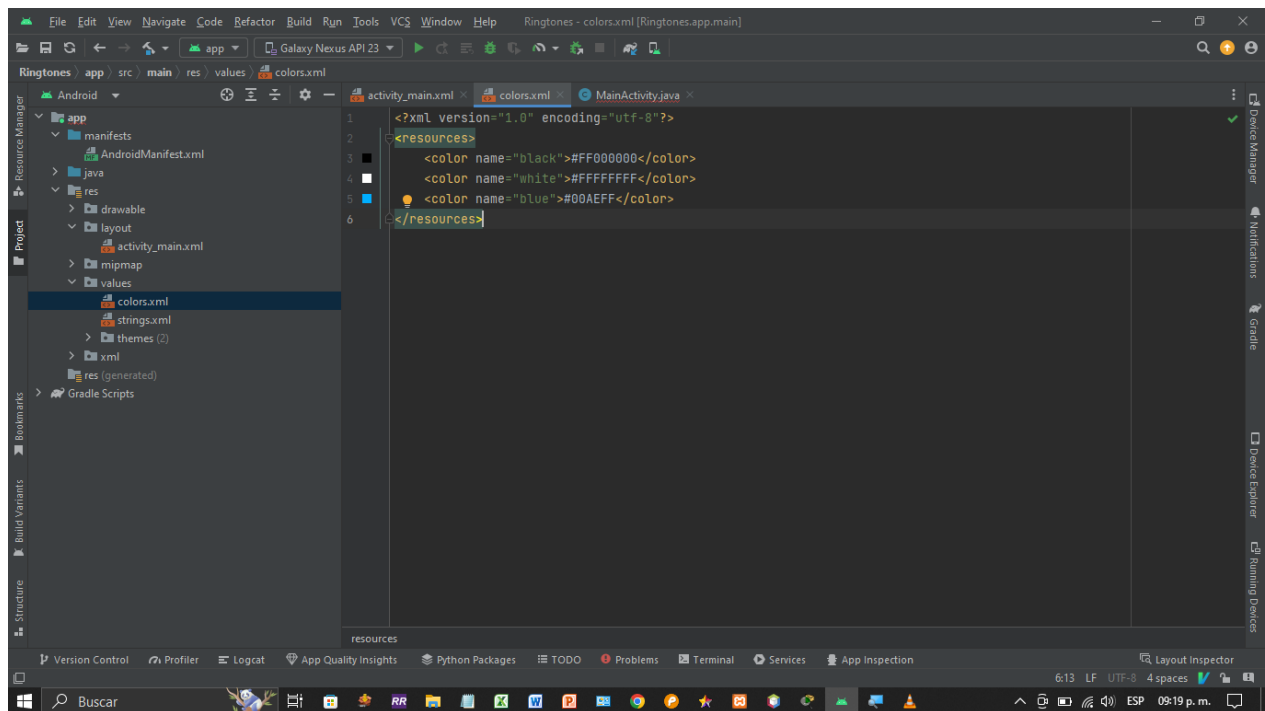 File Edit View Navigate Code Refactor Build Run Tools VCS Window Help Ringtones - colors.xml [Ringtones.app.main]
app Galaxy Nexus API 23
Ringtones app src main res values colors.xml
Android
activity_main.xml colors.xml MainActivity.java
app
manifests
AndroidManifest.xml
java
res
drawable
layout
activity_main.xml
mipmap
values
colors.xml
strings.xml
themes (2)
xml
res (generated)
Gradle Scripts
1 <?xml version="1.0" encoding="utf-8"?>
2 <resources>
3 <color name="black">#FF000000</color>
4 <color name="white">#FFFFFFFF</color>
5 <color name="blue">#00AEFF</color>
6 </resources>
resources
Resource Manager
Project
Bookmarks
Build Variants
Structure
Device Manager
Notifications
Gradle
Device Explorer
Running Devices
Version Control Profiler Logcat App Quality Insights Python Packages TODO Problems Terminal Services App Inspection Layout Inspector
6:13 LF UTF-8 4 spaces
Buscar RR ESP 09:19 p. m.